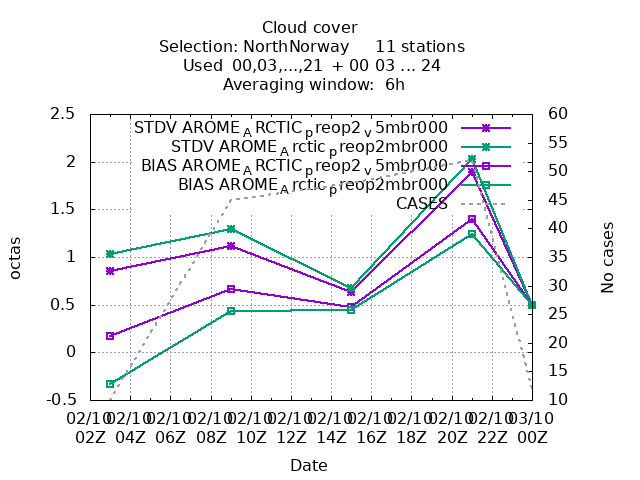 Cloud cover
Selection: NorthNorway 11 stations
Used 00,03,...,21 + 00 03 ... 24
Averaging window: 6h
2.5
2
1.5
1
0.5
0
-0.5
octas
STDV AROME_ARCTIC_preop2_v5mbr000
STDV AROME_Arctic_preop2mbr000
BIAS AROME_ARCTIC_preop2_v5mbr000
BIAS AROME_Arctic_preop2mbr000
CASES
60
55
50
45
40
35
30
25
20
15
10
No cases
02/10 02/10 02/10 02/10 02/10 02/10 02/10 02/10 02/10 02/10 02/10 03/10
02Z 04Z 06Z 08Z 10Z 12Z 14Z 16Z 18Z 20Z 22Z 00Z
Date